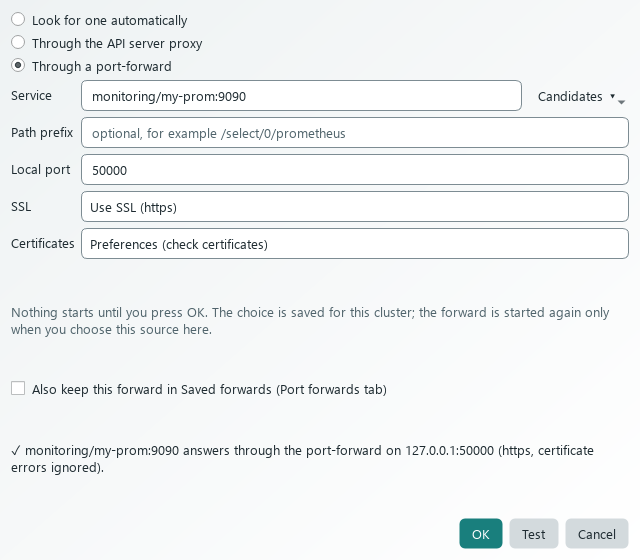 Look for one automatically
Through the API server proxy
Through a port-forward
Service
monitoring/my-prom:9090
Candidates
Path prefix
optional, for example /select/0/prometheus
Local port
50000
SSL
Use SSL (https)
Certificates
Preferences (check certificates)
Nothing starts until you press OK. The choice is saved for this cluster; the forward is started again only
when you choose this source here.
Also keep this forward in Saved forwards (Port forwards tab)
✓ monitoring/my-prom:9090 answers through the port-forward on 127.0.0.1:50000 (https, certificate
errors ignored).
OK
Test
Cancel